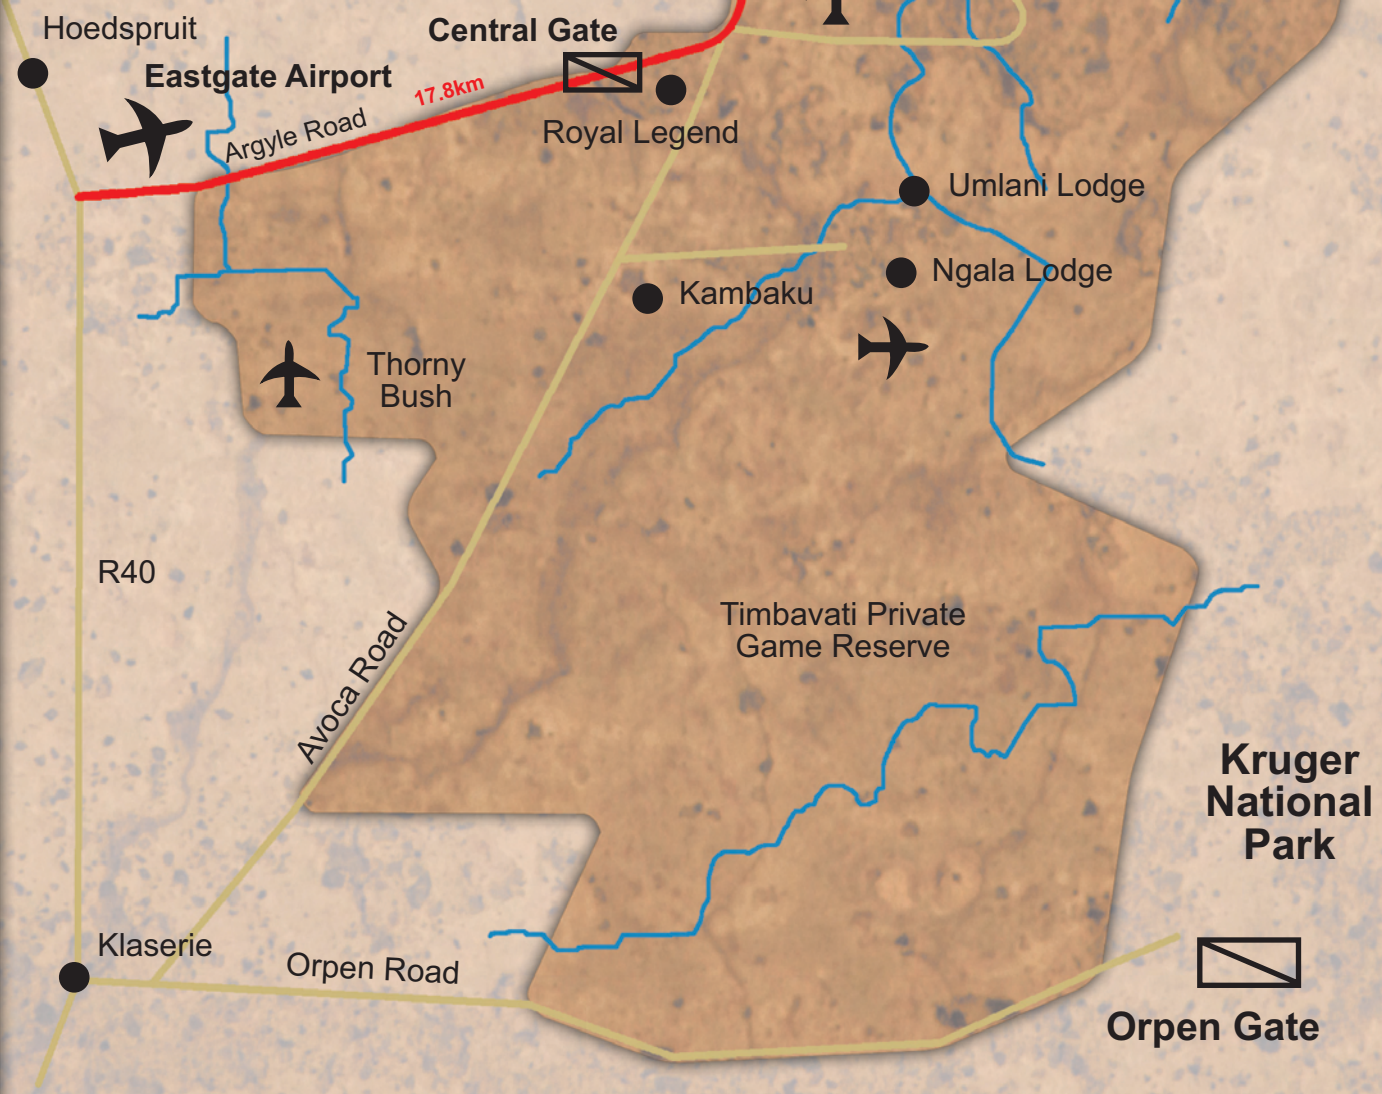 Hoedspruit
Central Gate
Eastgate Airport
17.8km
Argyle Road
Royal Legend
Umlani Lodge
Ngala Lodge
Kambaku
Thorny
Bush
R40
Timbavati Private
Game Reserve
Avoca Road
Kruger
National
Park
Klaserie
Orpen Road
Orpen Gate